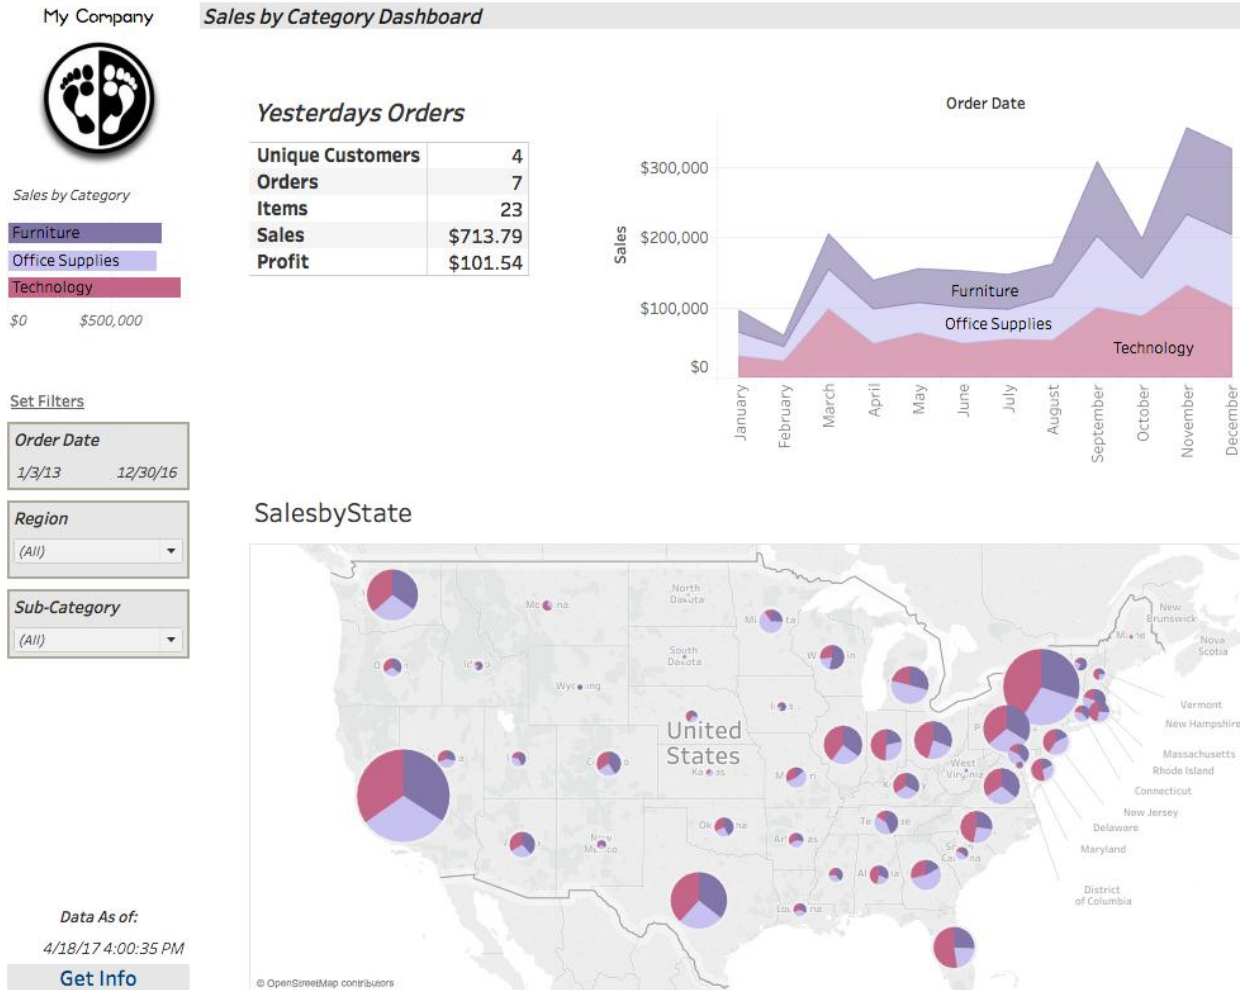 My Company
Sales by Category Dashboard
Sales by Category
Furniture
Office Supplies
Technology
$0 $500,000
Set Filters
Order Date
1/3/13 12/30/16
Region
(All)
Sub-Category
(All)
Data As of:
4/18/17 4:00:35 PM
Get Info
Yesterdays Orders
Unique Customers 4
Orders 7
Items 23
Sales $713.79
Profit $101.54
Order Date
Sales
$300,000
$200,000
$100,000
$0
Furniture
Office Supplies
Technology
January
February
March
April
May
June
July
August
September
October
November
December
SalesbyState
North
Dakota
South
Dakota
United
States
West
Virginia
New
Brunswick
Nova
Scotia
Vermont
New Hampshire
Massachusetts
Rhode Island
Connecticut
New Jersey
Delaware
Maryland
District
of Columbia
© OpenStreetMap contributors